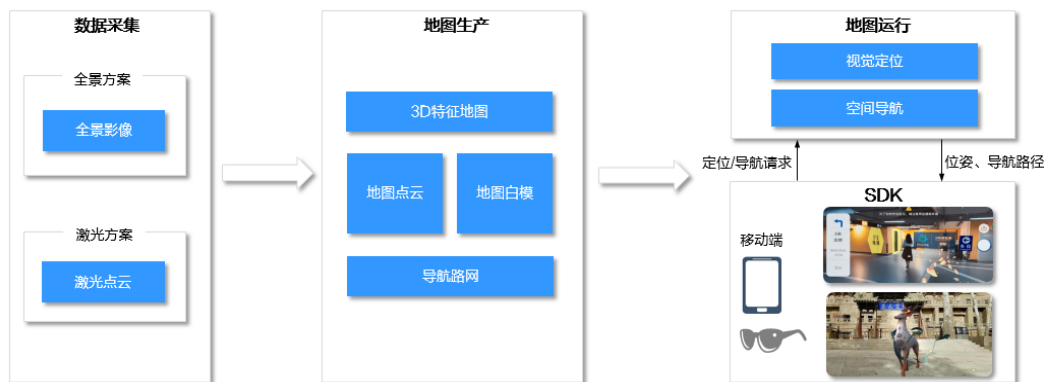 数据采集
全景方案
全景影像
激光方案
激光点云
地图生产
3D特征地图
地图点云
地图白模
导航路网
地图运行
视觉定位
空间导航
定位/导航请求
位姿、导航路径
SDK
移动端